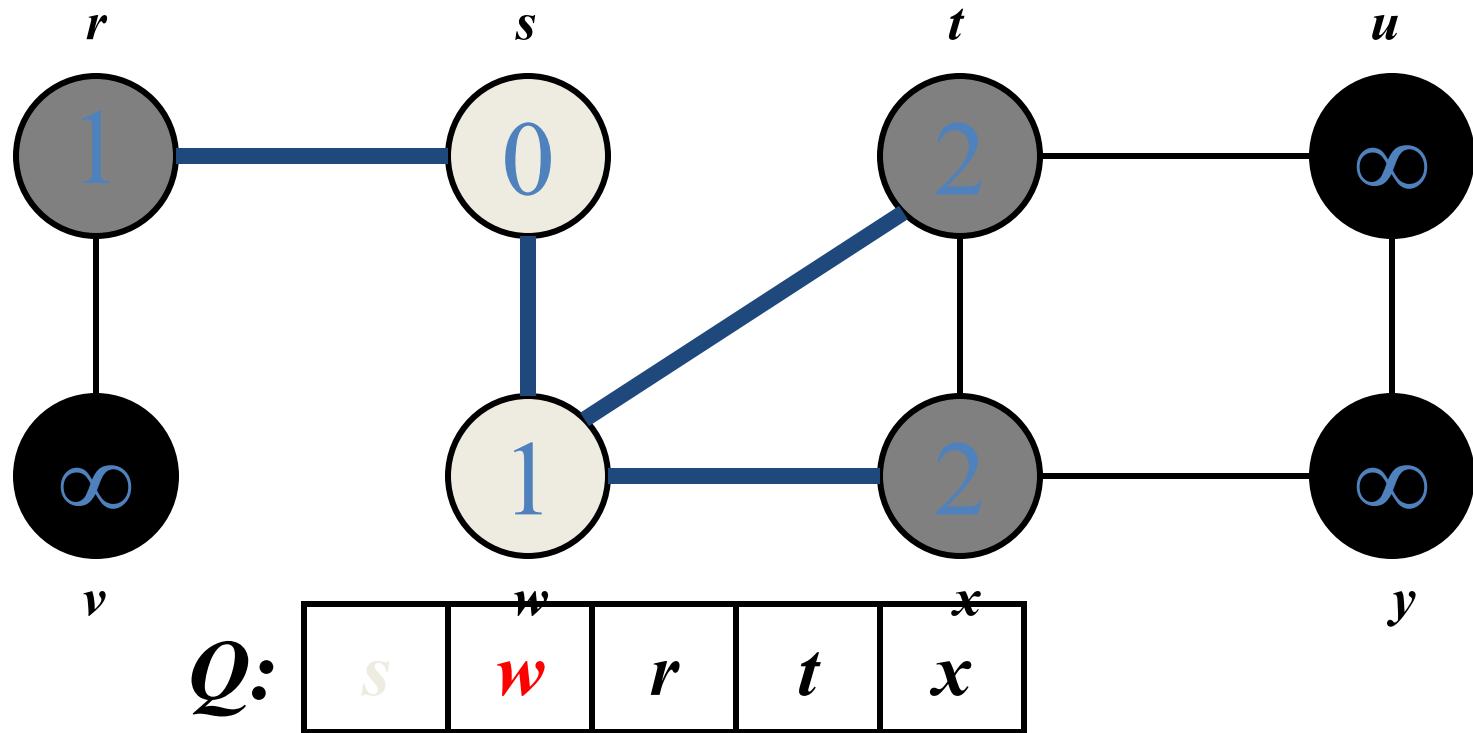 r s t u
1 0 2 ∞
∞ 1 2 ∞
v w x y
Q: s w r t x